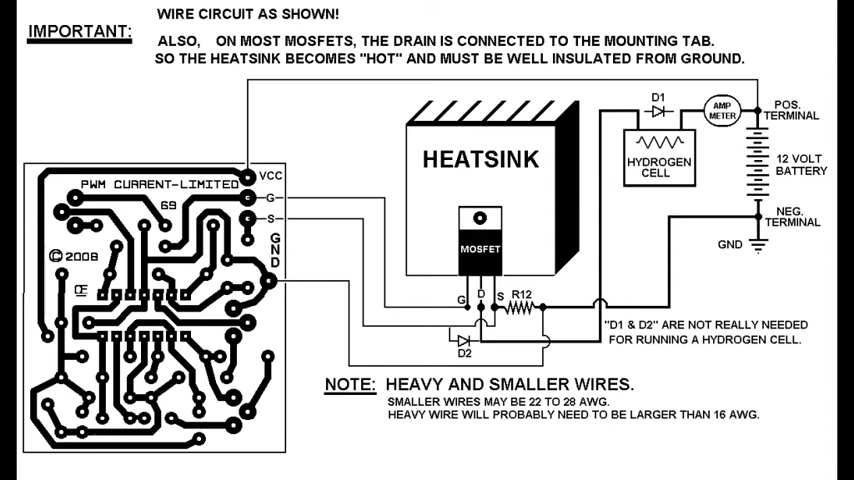 WIRE CIRCUIT AS SHOWN!
IMPORTANT:
ALSO, ON MOST MOSFETS, THE DRAIN IS CONNECTED TO THE MOUNTING TAB.
SO THE HEATSINK BECOMES "HOT" AND MUST BE WELL INSULATED FROM GROUND.
D1
AMP
METER
POS.
TERMINAL
HEATSINK
HYDROGEN
CELL
12 VOLT
BATTERY
VCC
PWM CURRENT-LIMITED
G
69
S
NEG.
TERMINAL
GND
MOSFET
GND
©2008
G
D
S
R12
"D1 & D2" ARE NOT REALLY NEEDED
FOR RUNNING A HYDROGEN CELL.
D2
NOTE: HEAVY AND SMALLER WIRES.
SMALLER WIRES MAY BE 22 TO 28 AWG.
HEAVY WIRE WILL PROBABLY NEED TO BE LARGER THAN 16 AWG.